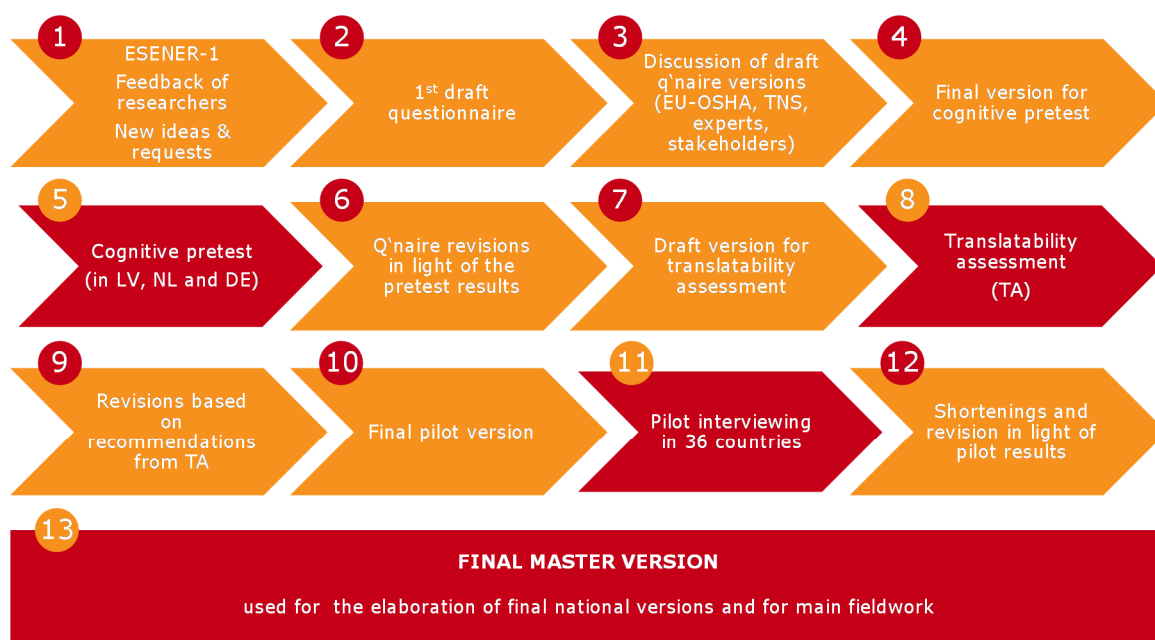 1
ESENER-1
Feedback of
researchers
New ideas &
requests
2
1st draft
questionnaire
3
Discussion of draft
q‛naire versions
(EU-OSHA, TNS,
experts,
stakeholders)
4
Final version for
cognitive pretest
5
Cognitive pretest
(in LV, NL and DE)
6
Q‛naire revisions
in light of the
pretest results
7
Draft version for
translatability
assessment
8
Translatability
assessment
(TA)
9
Revisions based
on
recommendations
from TA
10
Final pilot version
11
Pilot interviewing
in 36 countries
12
Shortenings and
revision in light of
pilot results
13
FINAL MASTER VERSION
used for the elaboration of final national versions and for main fieldwork